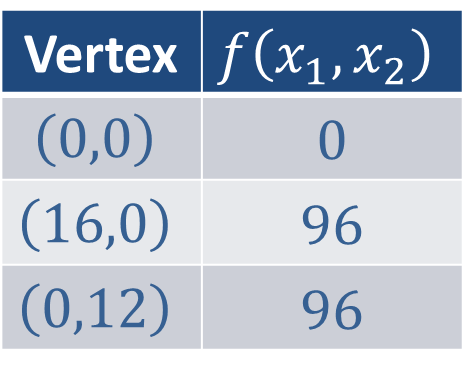 Vertex f(x₁, x₂)
(0,0) 0
(16,0) 96
(0,12) 96